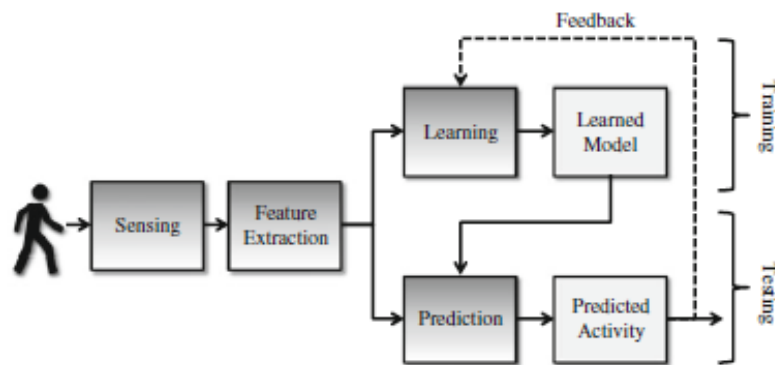 Feedback
Learning
Learned
Model
Training
Sensing
Feature
Extraction
Prediction
Predicted
Activity
Testing